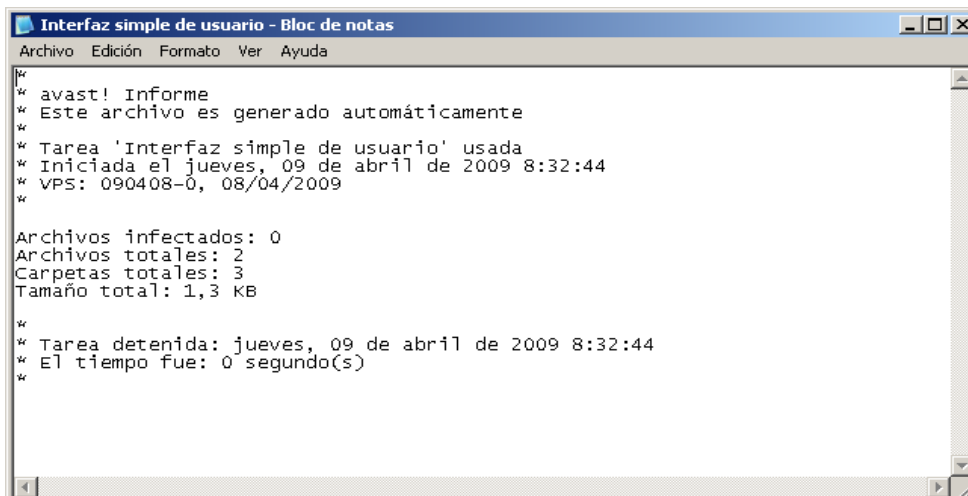 Interfaz simple de usuario - Bloc de notas
Archivo Edición Formato Ver Ayuda
*
* avast! Informe
* Este archivo es generado automáticamente
*
* Tarea 'Interfaz simple de usuario' usada
* Iniciada el jueves, 09 de abril de 2009 8:32:44
* VPS: 090408-0, 08/04/2009
*
Archivos infectados: 0
Archivos totales: 2
Carpetas totales: 3
Tamaño total: 1,3 KB
*
* Tarea detenida: jueves, 09 de abril de 2009 8:32:44
* El tiempo fue: 0 segundo(s)
*